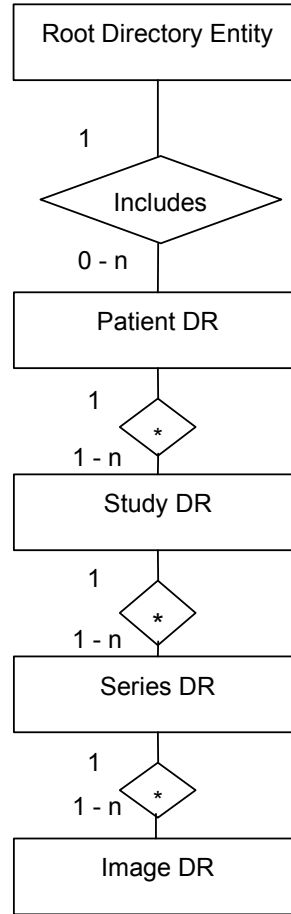 Root Directory Entity
1
Includes
0 - n
Patient DR
1
*
1 - n
Study DR
1
*
1 - n
Series DR
1
*
1 - n
Image DR